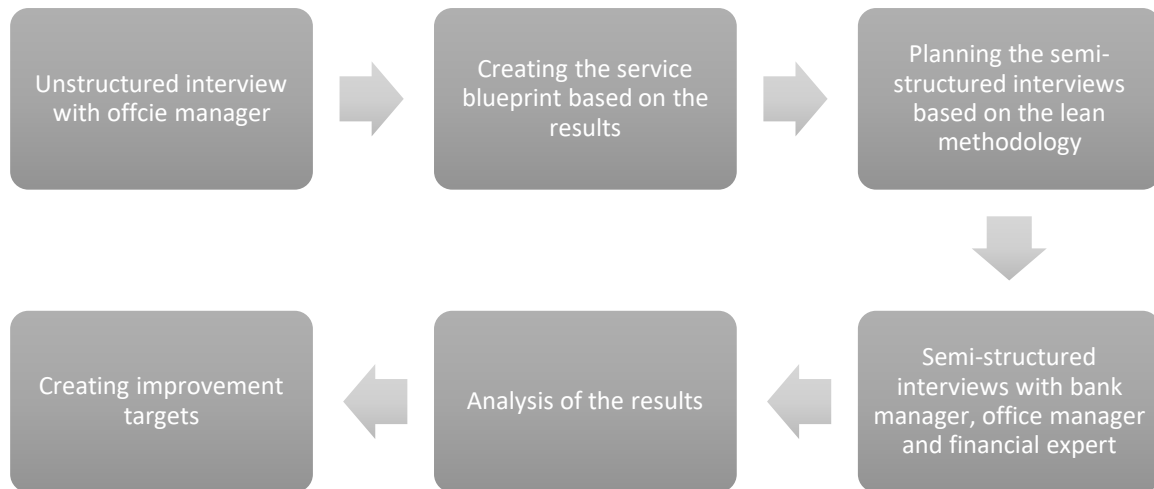 Unstructured interview
with offcie manager
Creating the service
blueprint based on the
results
Planning the semi-
structured interviews
based on the lean
methodology
Semi-structured
interviews with bank
manager, office manager
and financial expert
Analysis of the results
Creating improvement
targets